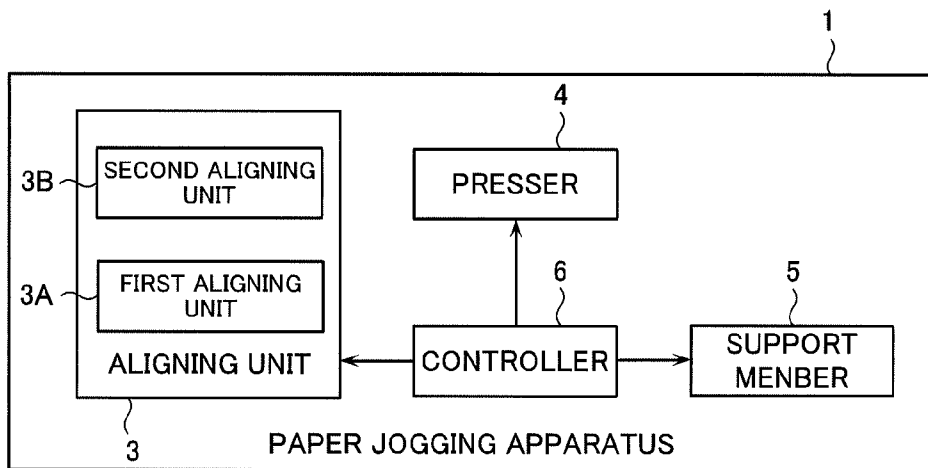 1
4
SECOND ALIGNING
UNIT
3B
PRESSER
FIRST ALIGNING
UNIT
3A
6
5
ALIGNING UNIT
CONTROLLER
SUPPORT
MENBER
3
PAPER JOGGING APPARATUS